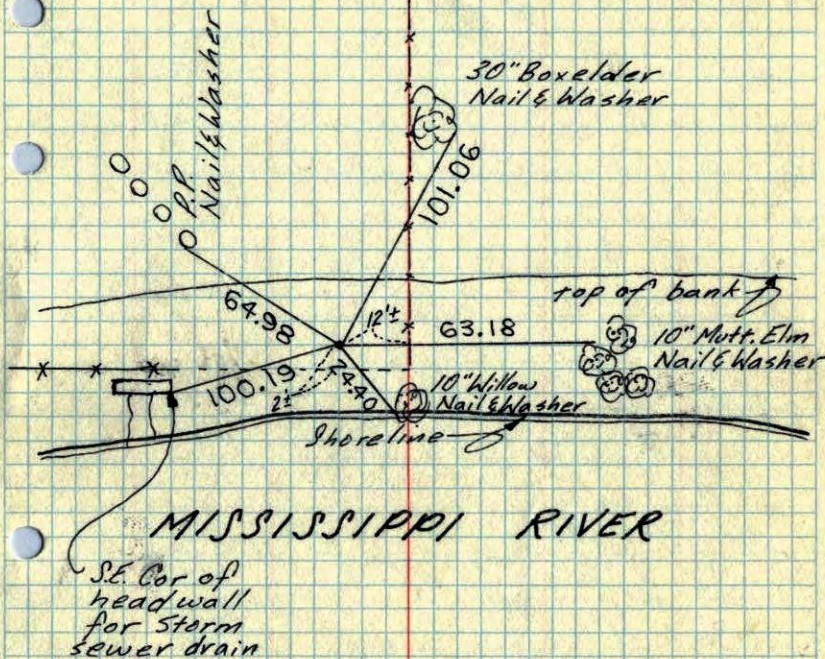 P.P.
Nail & Washer
30" Boxelder
Nail & Washer
101.06
top of bank
64.98
12'±
63.18
10" Mutt. Elm
Nail & Washer
100.19
2±
24.40
10" Willow
Nail & Washer
Shoreline
MISSISSIPPI RIVER
S.E. Cor of
headwall
for Storm
sewer drain